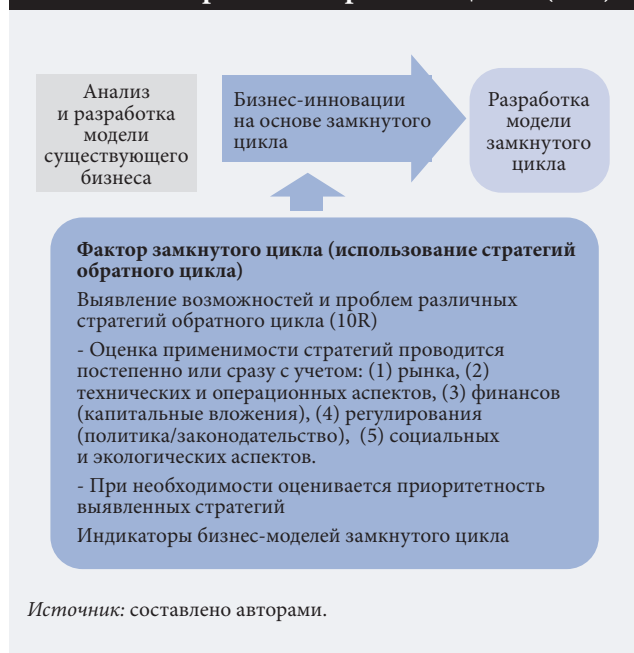 Анализ
и разработка
модели
существующего
бизнеса
Бизнес-инновации
на основе замкнутого
цикла
Разработка
модели
замкнутого
цикла
Фактор замкнутого цикла (использование стратегий
обратного цикла)
Выявление возможностей и проблем различных
стратегий обратного цикла (10R)
- Оценка применимости стратегий проводится
постепенно или сразу с учетом: (1) рынка, (2)
технических и операционных аспектов, (3) финансов
(капитальные вложения), (4) регулирования
(политика/законодательство), (5) социальных
и экологических аспектов.
- При необходимости оценивается приоритетность
выявленных стратегий
Индикаторы бизнес-моделей замкнутого цикла
Источник: составлено авторами.